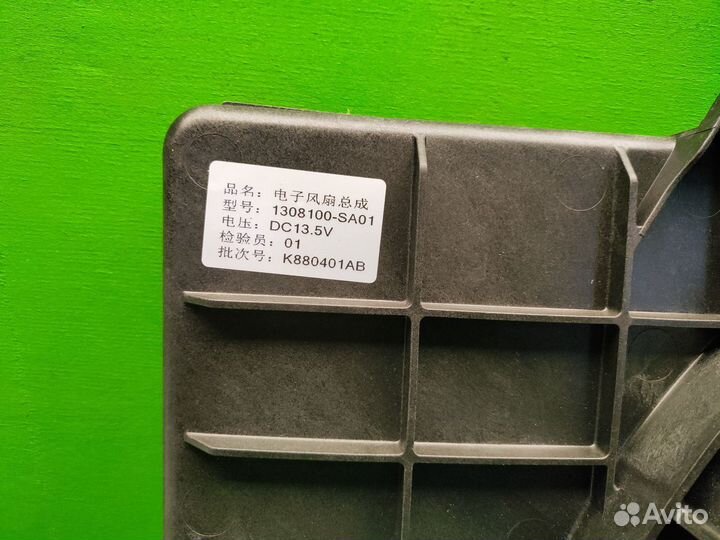 品名：电子风扇总成
型号：1308100-SA01
电压：DC13.5V
检验员：01
批次号：K880401AB
Avito